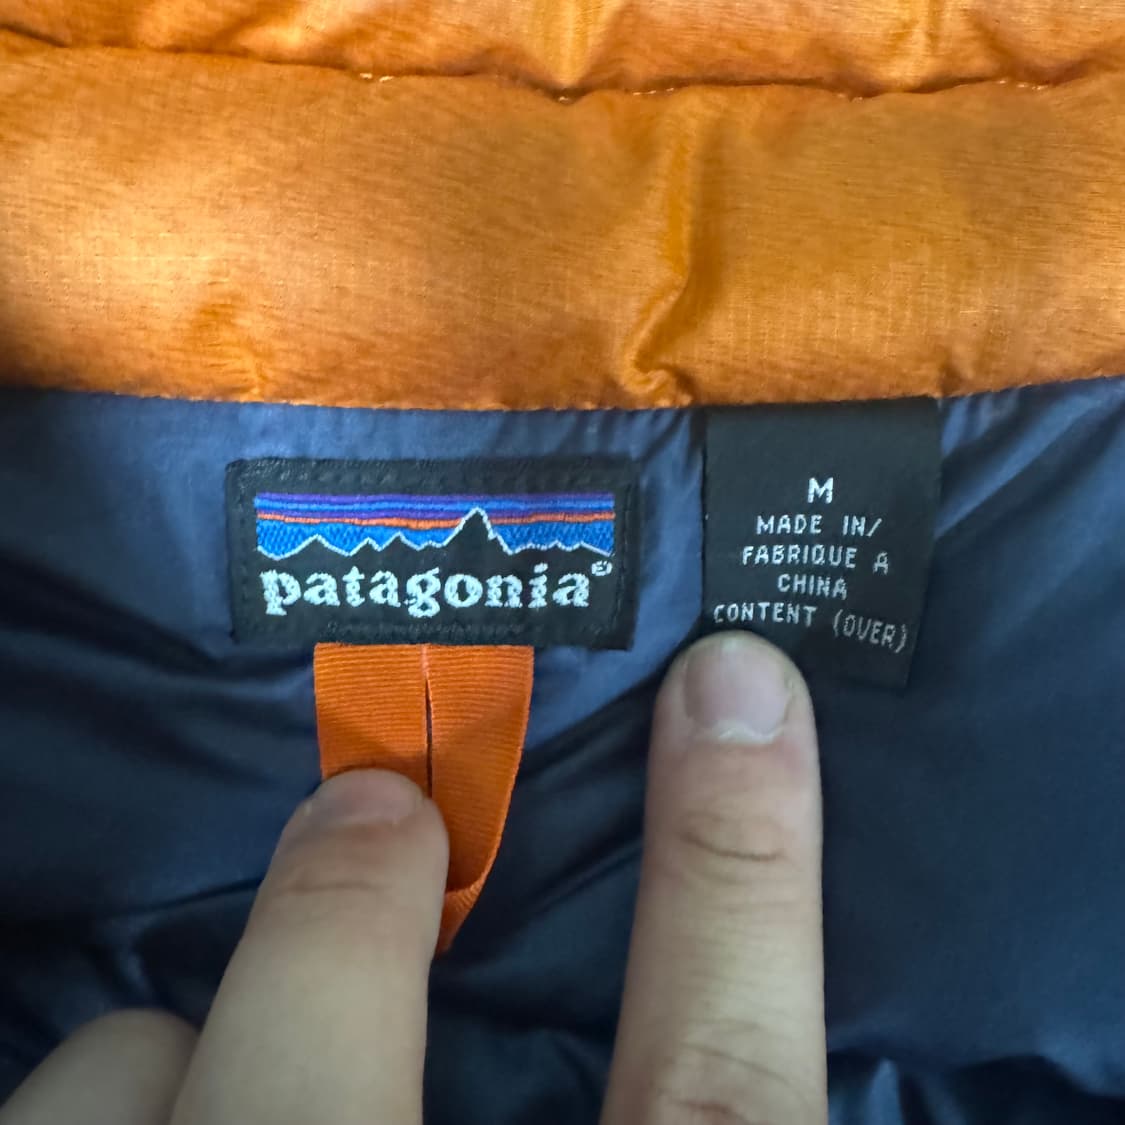 patagonia®
M
MADE IN/
FABRIQUE A
CHINA
CONTENT (OVER)